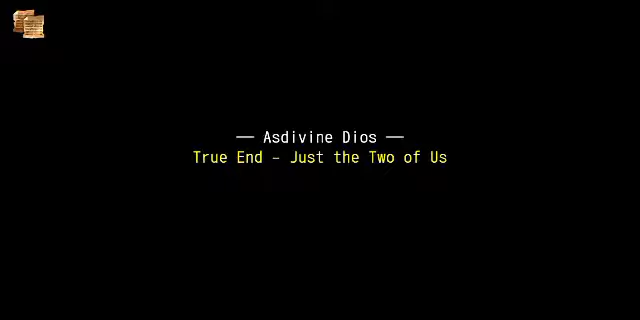 ── Asdivine Dios ──
True End – Just the Two of Us